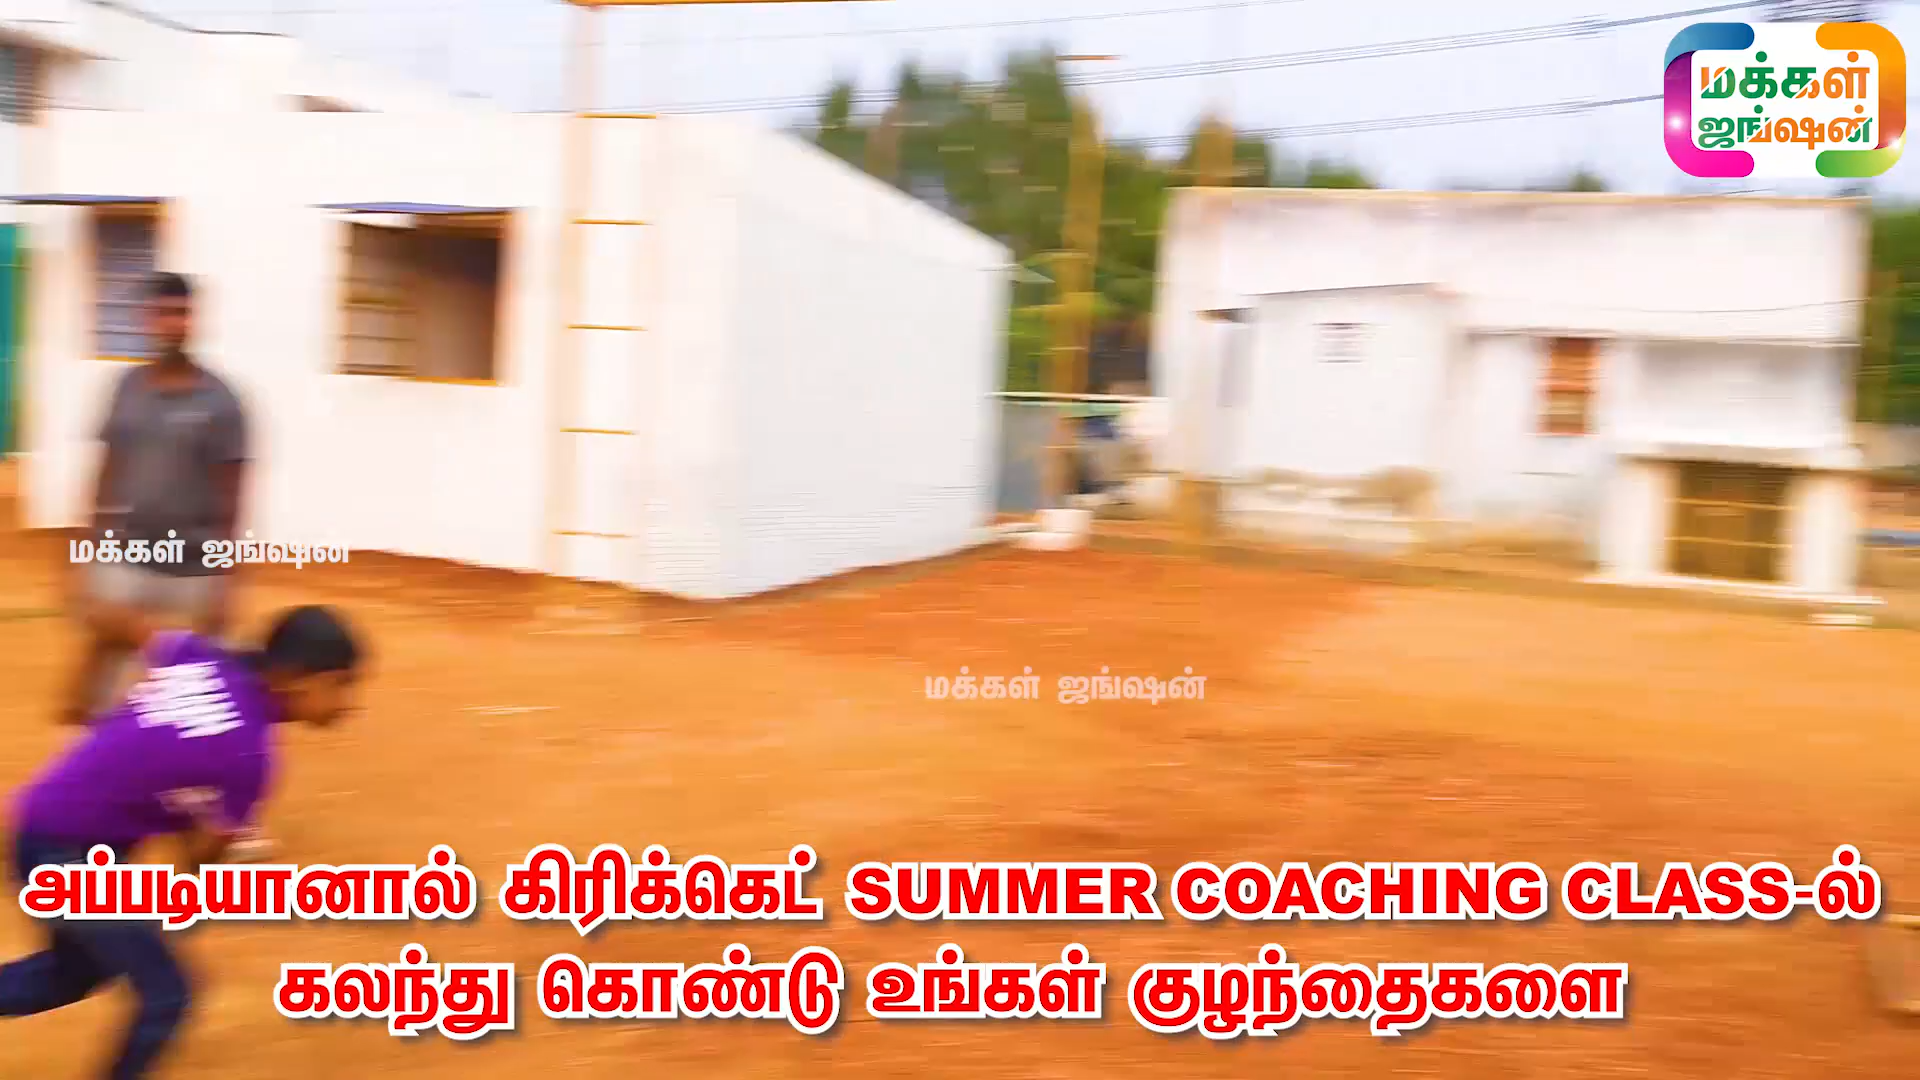 மக்கள்
ஜங்ஷன்
மக்கள் ஜங்ஷன்
மக்கள் ஜங்ஷன்
அப்படியானால் கிரிக்கெட் SUMMER COACHING CLASS-ல்
கலந்து கொண்டு உங்கள் குழந்தைகளை